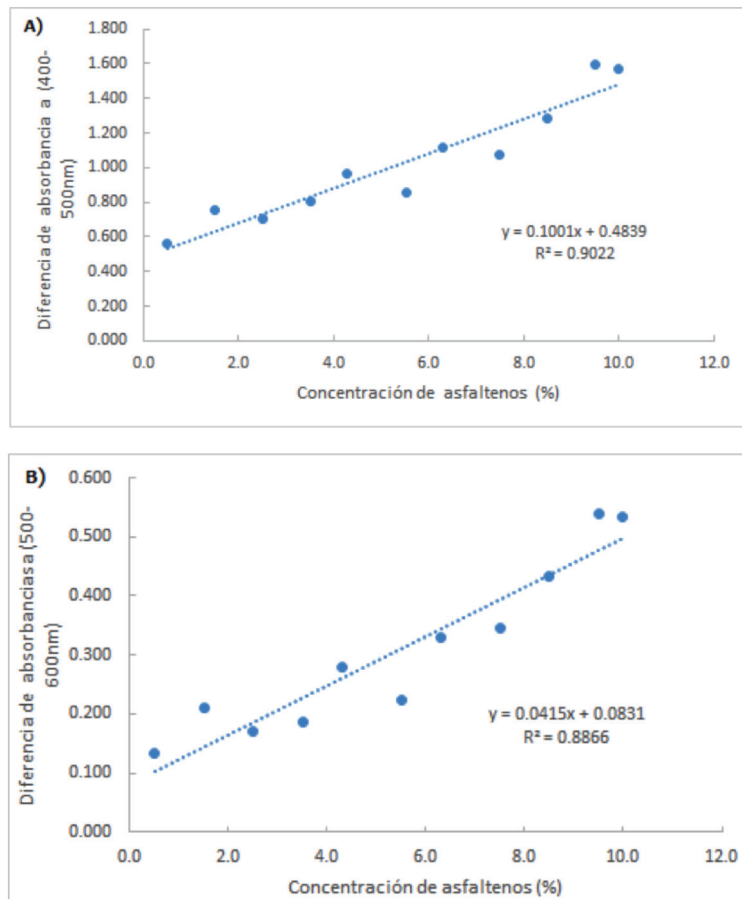 A)
Diferencia de absorbancia a (400-
500nm)
1.800
1.600
1.400
1.200
1.000
0.800
0.600
0.400
0.200
0.000
y = 0.1001x + 0.4839
R² = 0.9022
0.0 2.0 4.0 6.0 8.0 10.0 12.0
Concentración de asfaltenos (%)
B)
Diferencia de absorbanciasa (500-
600nm)
0.600
0.500
0.400
0.300
0.200
0.100
0.000
y = 0.0415x + 0.0831
R² = 0.8866
0.0 2.0 4.0 6.0 8.0 10.0 12.0
Concentración de asfaltenos (%)